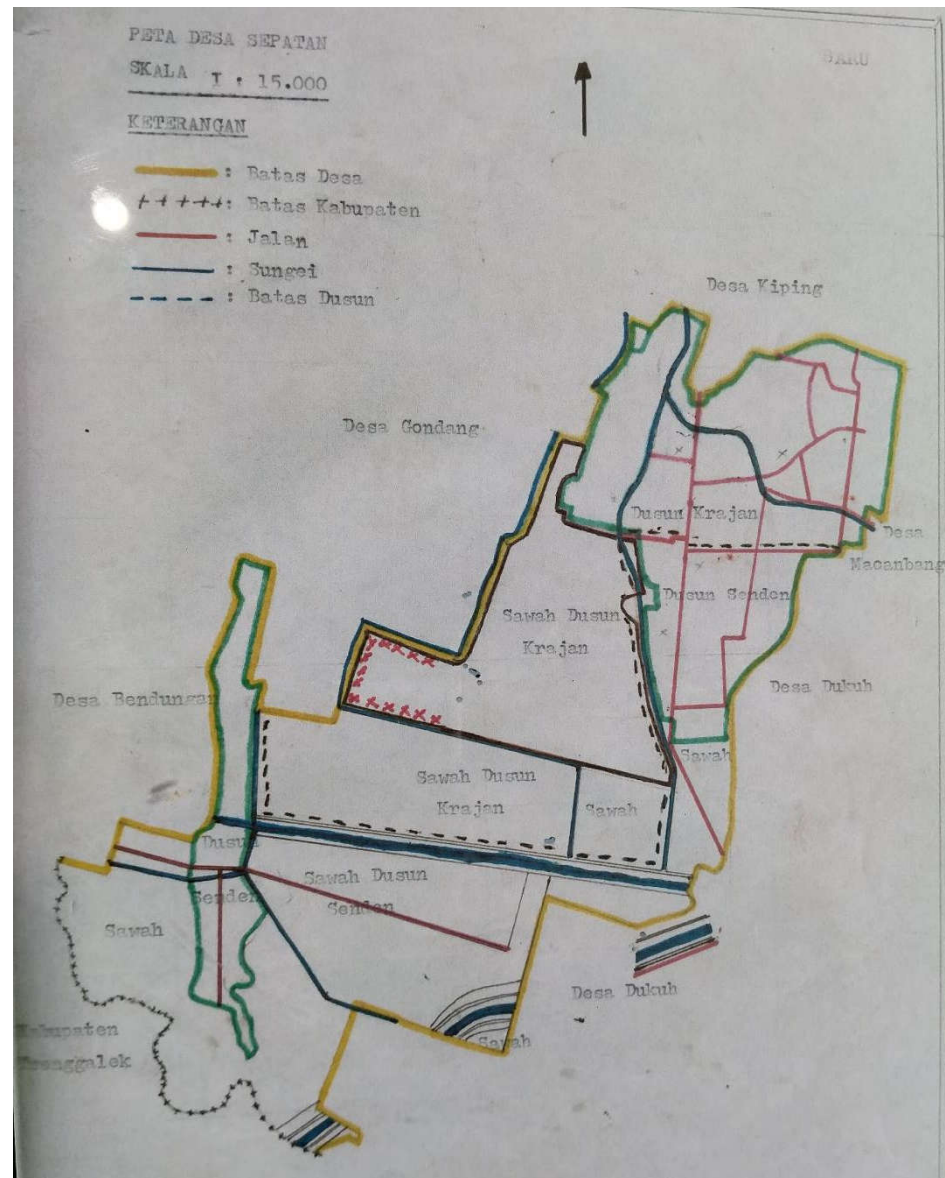 PETA DESA SEPATAN
SKALA I : 15.000
BARU
KETERANGAN
: Batas Desa
: Batas Kabupaten
: Jalan
: Sungei
: Batas Dusun
Desa Kiping
Desa Gondang
Dusun Krajan
Desa
Macanbang
Dusun Senden
Sawah Dusun
Krajan
Desa Dukuh
Desa Bendungan
Sawah
Sawah Dusun
Krajan
Sawah
Dusun
Senden
Sawah Dusun
Senden
Sawah
Desa Dukuh
Sawah
Kabupaten
Trenggalek